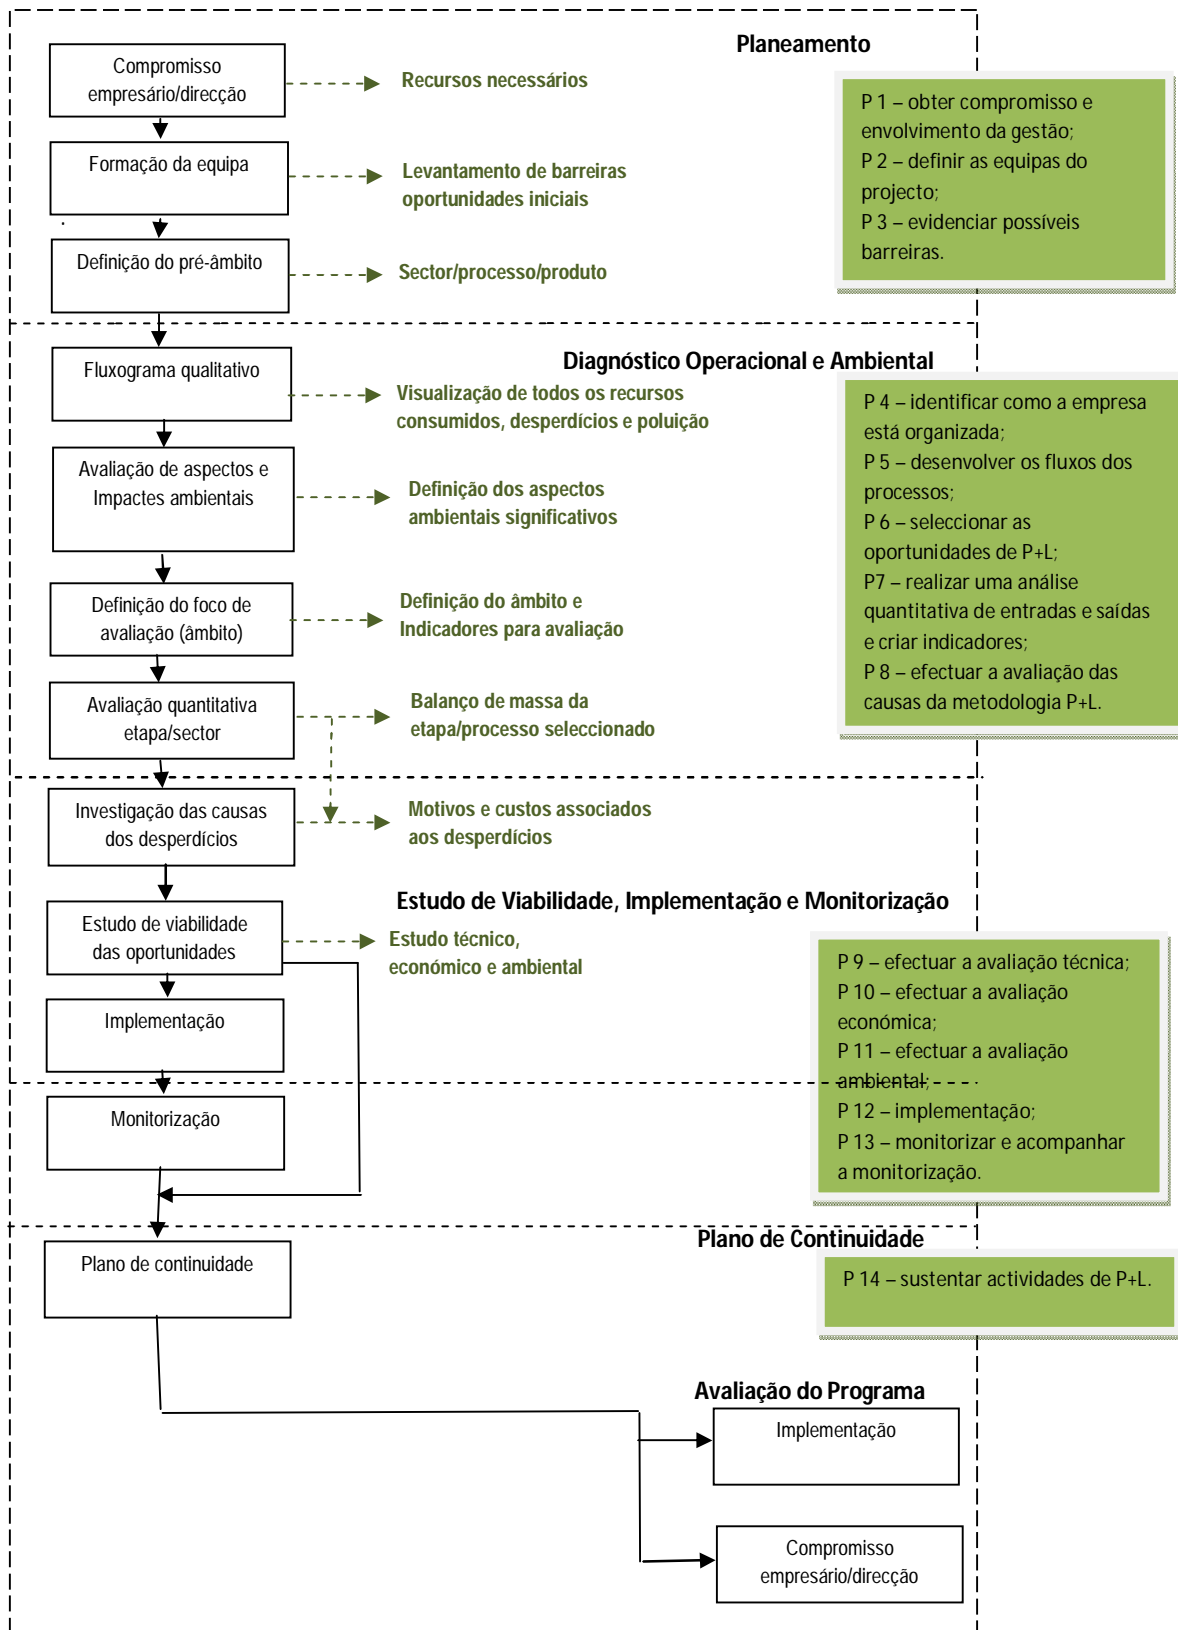 Planeamento
Compromisso
empresário/direcção
Recursos necessários
P 1 – obter compromisso e
envolvimento da gestão;
P 2 – definir as equipas do
projecto;
P 3 – evidenciar possíveis
barreiras.
Formação da equipa
Levantamento de barreiras
oportunidades iniciais
Definição do pré-âmbito
Sector/processo/produto
Diagnóstico Operacional e Ambiental
Fluxograma qualitativo
Visualização de todos os recursos
consumidos, desperdícios e poluição
P 4 – identificar como a empresa
está organizada;
P 5 – desenvolver os fluxos dos
processos;
P 6 – seleccionar as
oportunidades de P+L;
P7 – realizar uma análise
quantitativa de entradas e saídas
e criar indicadores;
P 8 – efectuar a avaliação das
causas da metodologia P+L.
Avaliação de aspectos e
Impactes ambientais
Definição dos aspectos
ambientais significativos
Definição do foco de
avaliação (âmbito)
Definição do âmbito e
Indicadores para avaliação
Avaliação quantitativa
etapa/sector
Balanço de massa da
etapa/processo seleccionado
Investigação das causas
dos desperdícios
Motivos e custos associados
aos desperdícios
Estudo de Viabilidade, Implementação e Monitorização
Estudo de viabilidade
das oportunidades
Estudo técnico,
económico e ambiental
P 9 – efectuar a avaliação técnica;
P 10 – efectuar a avaliação
económica;
P 11 – efectuar a avaliação
ambiental;
P 12 – implementação;
P 13 – monitorizar e acompanhar
a monitorização.
Implementação
Monitorização
Plano de Continuidade
Plano de continuidade
P 14 – sustentar actividades de P+L.
Avaliação do Programa
Implementação
Compromisso
empresário/direcção